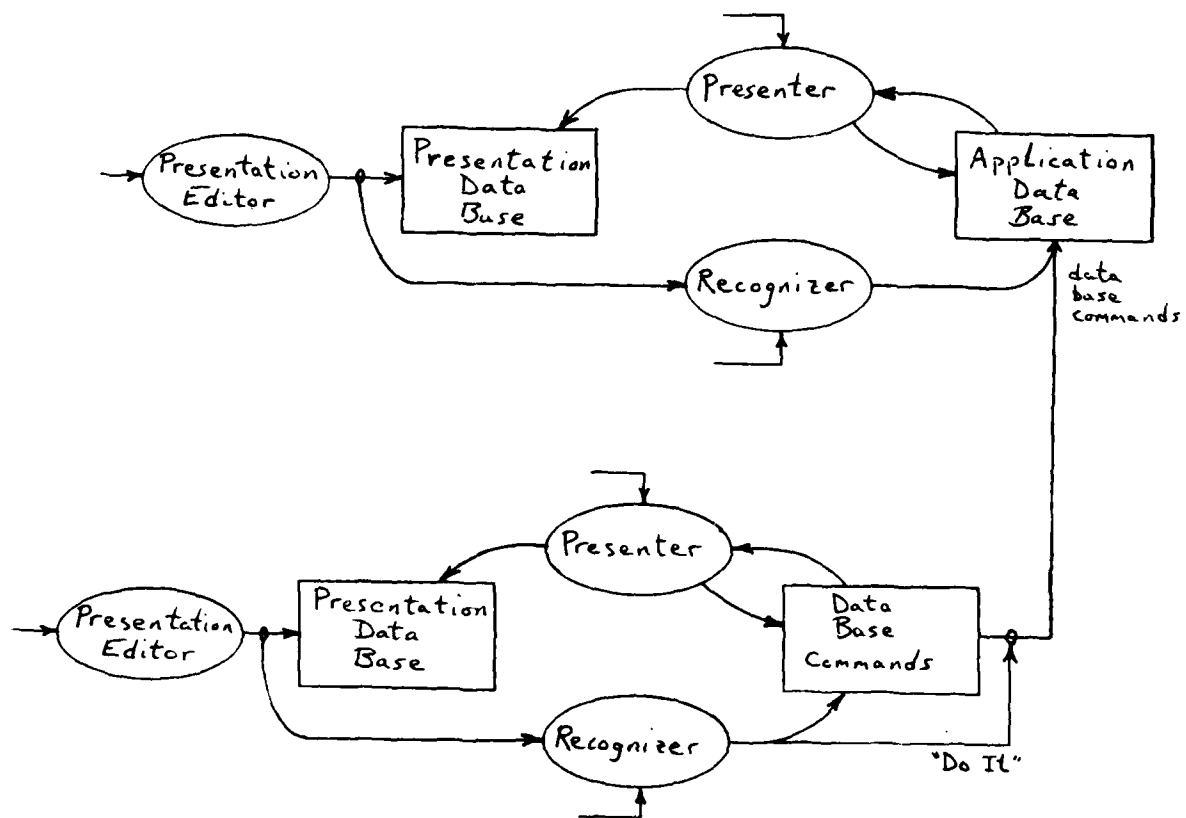 Presenter
Presentation
Editor
Presentation
Data
Base
Application
Data
Base
Recognizer
data
base
commands
Presenter
Presentation
Editor
Presentation
Data
Base
Data
Base
Commands
Recognizer
"Do It"